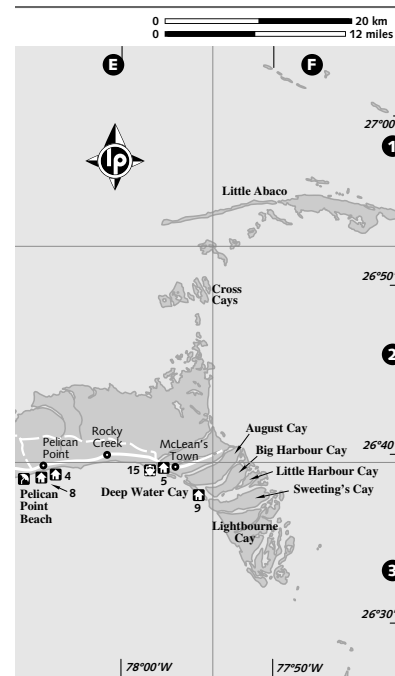 0 20 km
0 12 miles
E F
27°00'
1
lp
Little Abaco
26°50'
Cross
Cays
2
August Cay
Rocky
Creek
Pelican
Point
McLean's
Town
Big Harbour Cay
26°40'
Little Harbour Cay
4
15
5
Sweeting's Cay
8
Deep Water Cay
Pelican
Point
Beach
9
Lightbourne
Cay
3
26°30'
78°00'W
77°50'W